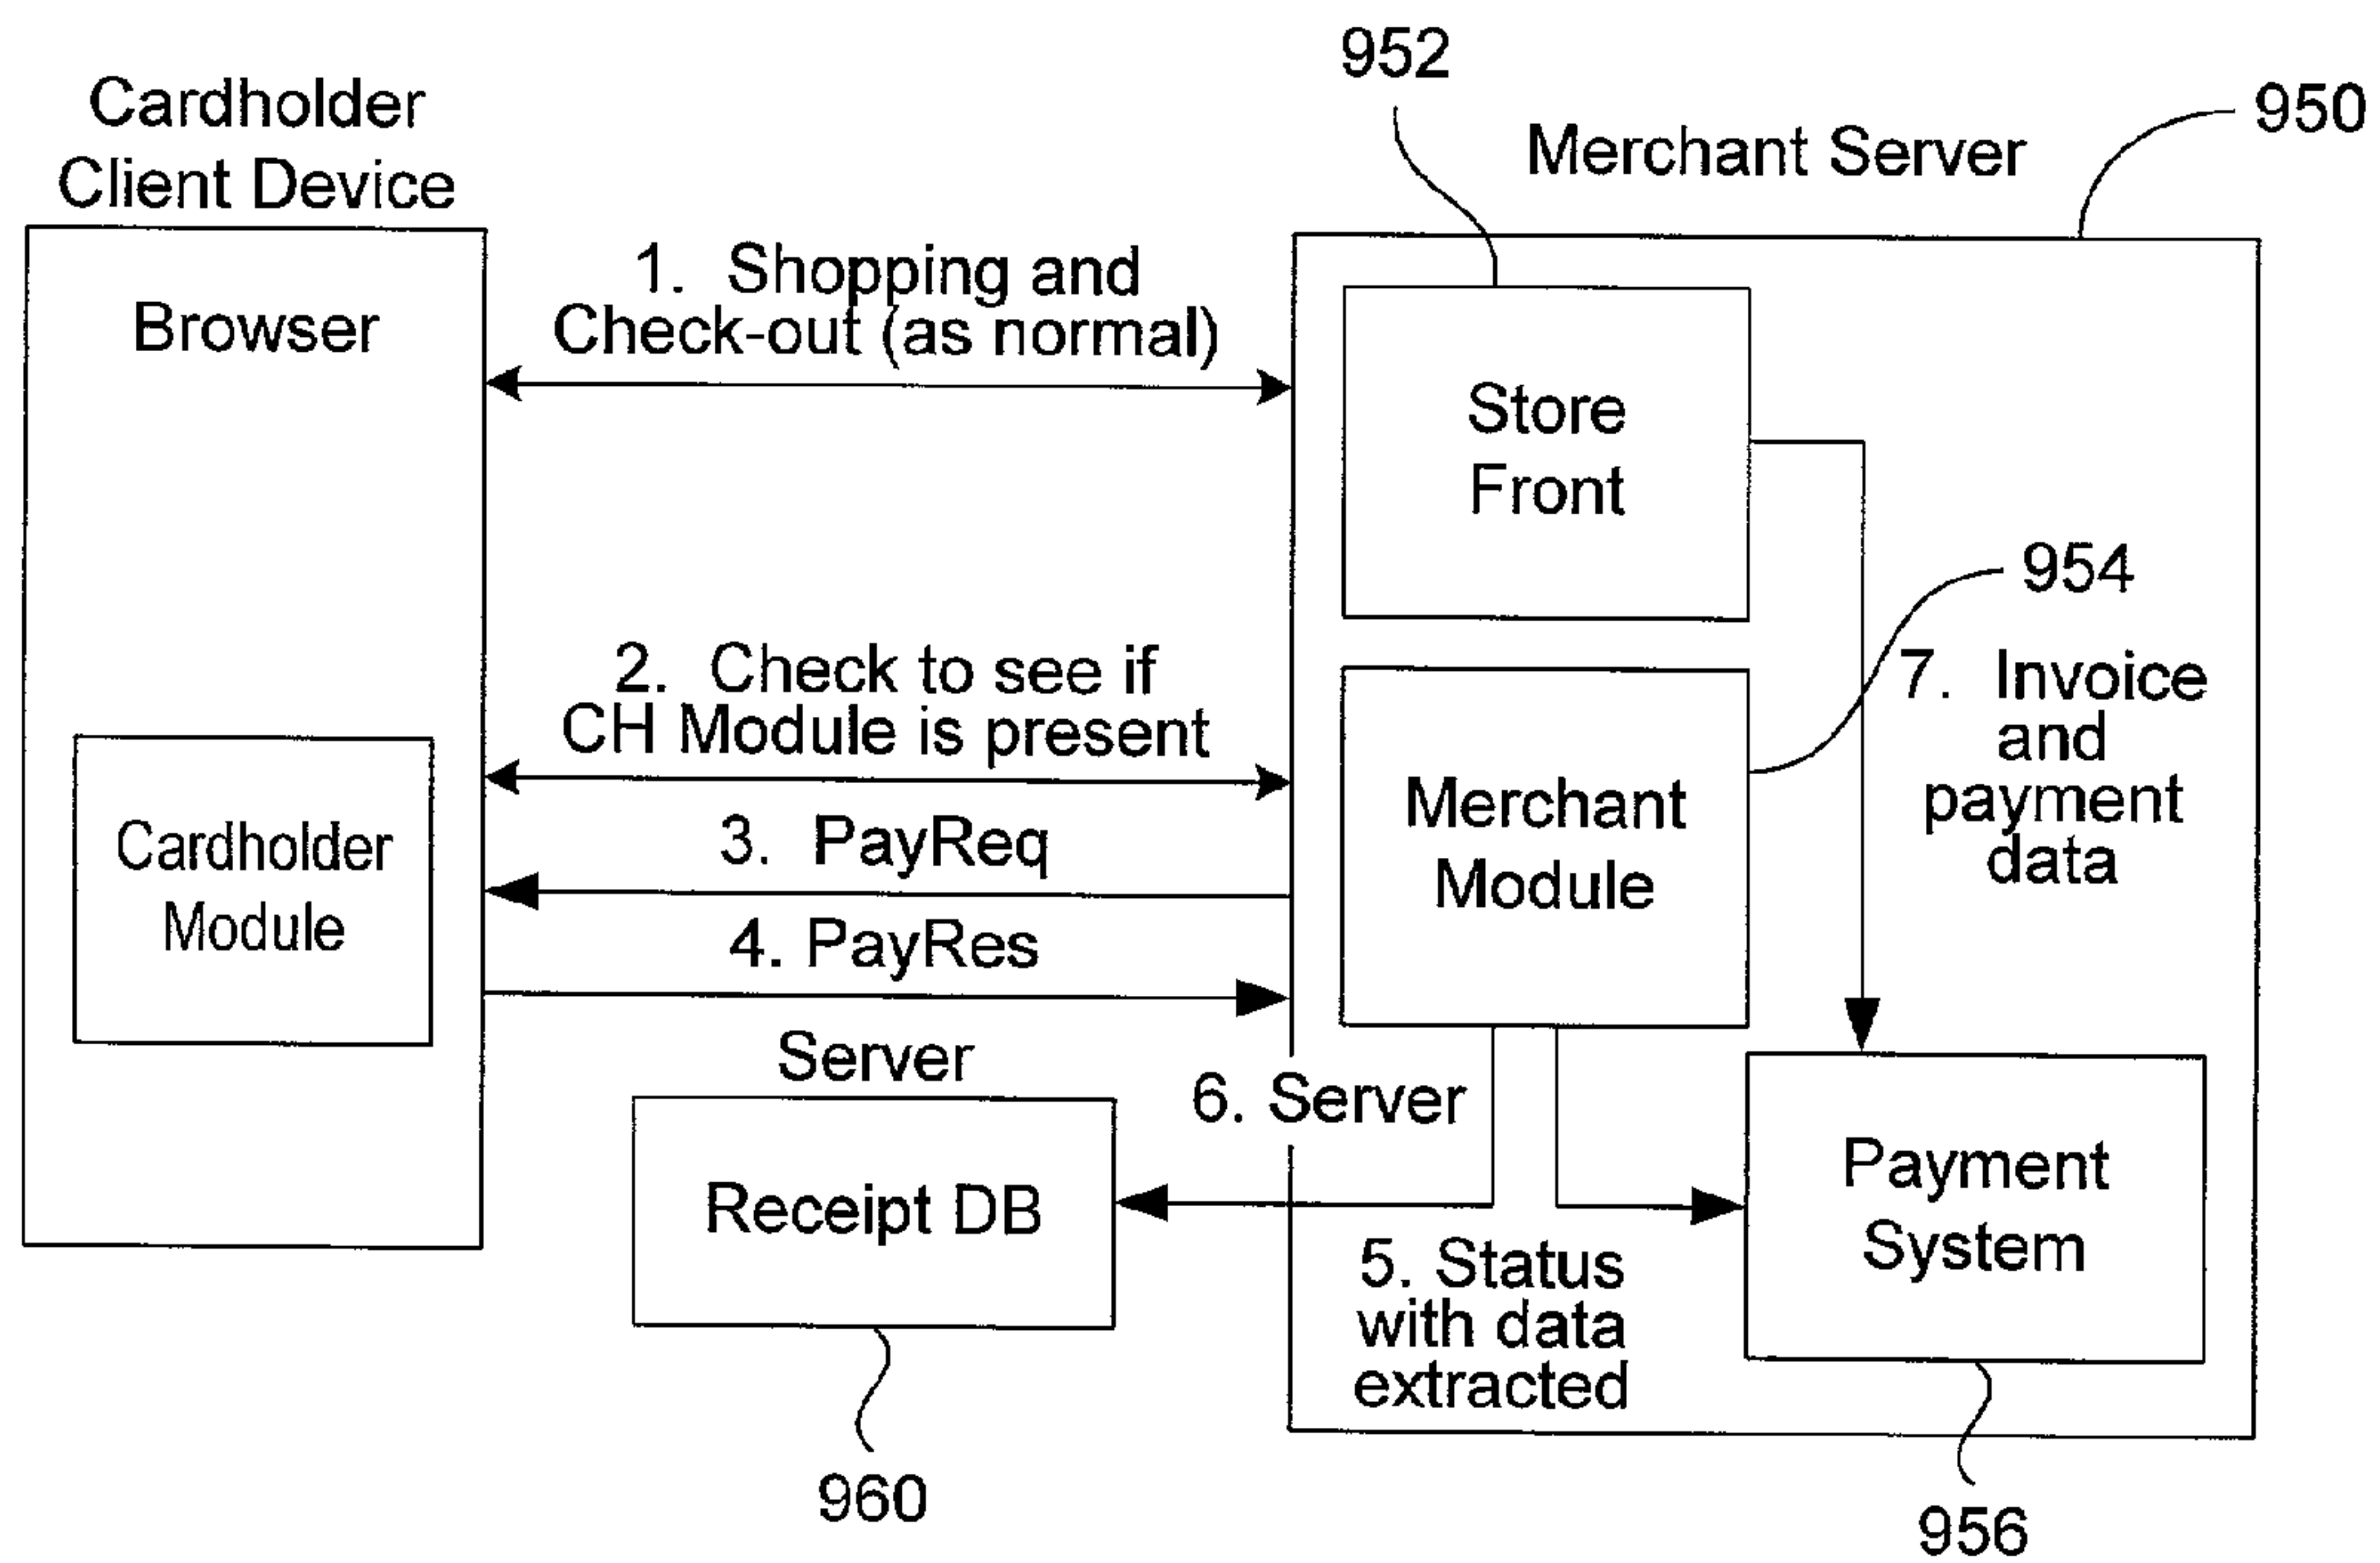 952
950
Cardholder
Client Device
Merchant Server
Browser
1. Shopping and
Check-out (as normal)
Store
Front
954
2. Check to see if
CH Module is present
7. Invoice
and
payment
data
Merchant
Module
Cardholder
Module
3. PayReq
4. PayRes
Server
6. Server
Receipt DB
Payment
System
5. Status
with data
extracted
960
956